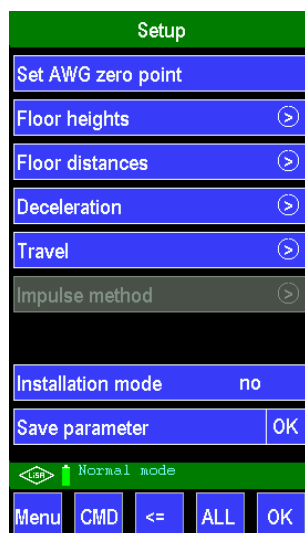 Setup
Set AWG zero point
Floor heights >
Floor distances >
Deceleration >
Travel >
Impulse method >
Installation mode no
Save parameter OK
LiSA Normal mode
Menu CMD <= ALL OK